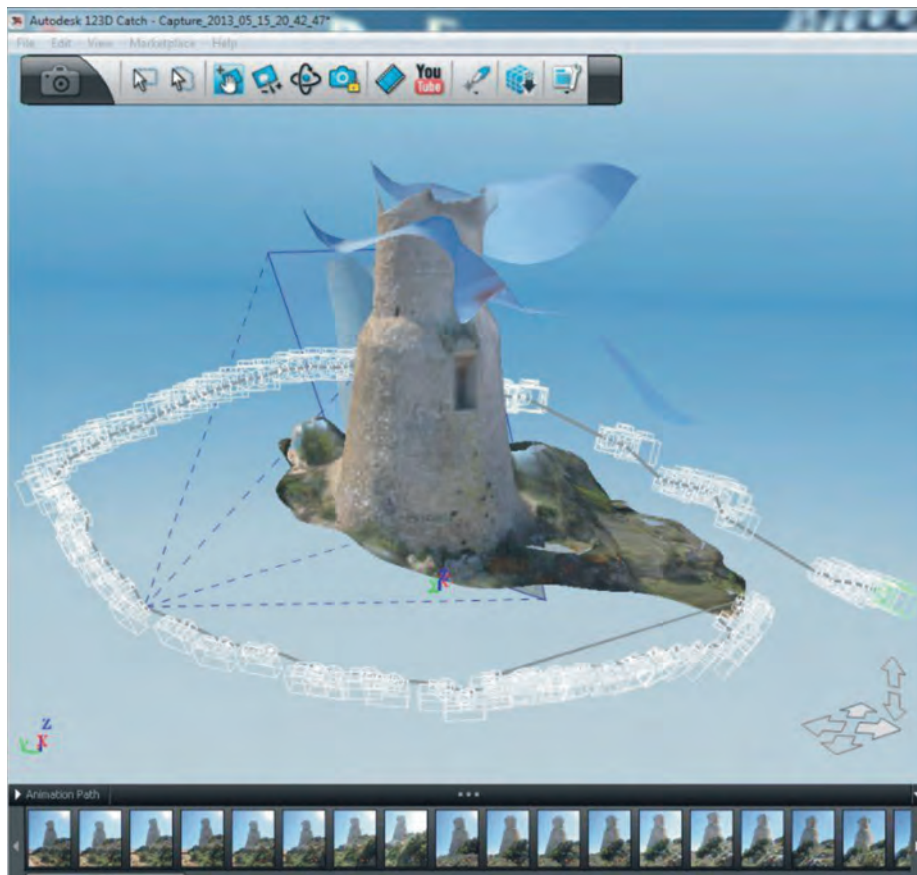 Autodesk 123D Catch - Capture_2013_05_15_20_42_47*
File Edit View Marketplace Help
You
Tube
Z
Animation Path